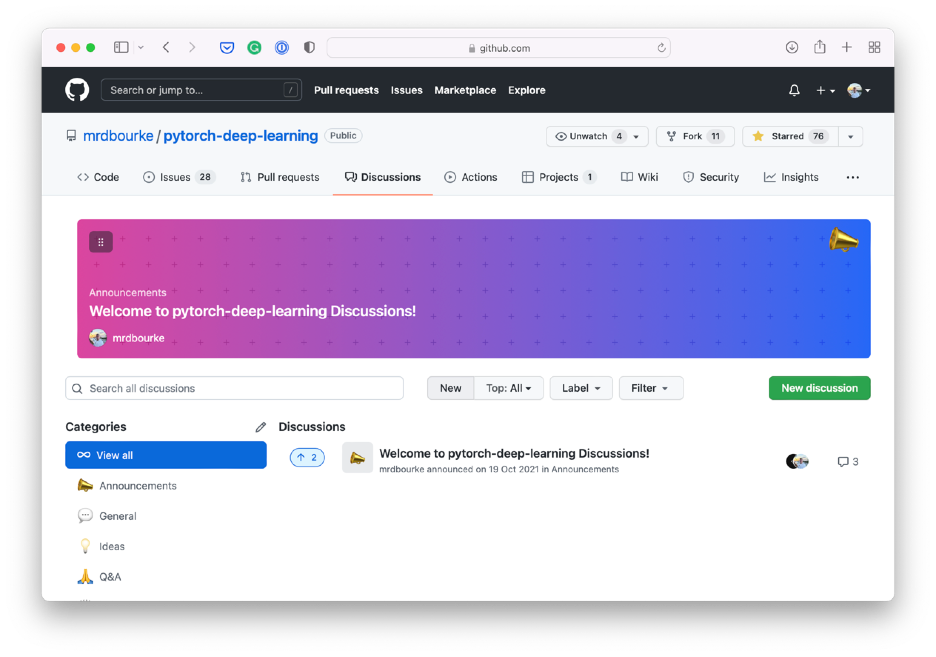 github.com
Search or jump to... /
Pull requests Issues Marketplace Explore
mrdbourke / pytorch-deep-learning Public
Unwatch 4 Fork 11 Starred 76
Code Issues 28 Pull requests Discussions Actions Projects 1 Wiki Security Insights
Announcements
Welcome to pytorch-deep-learning Discussions!
mrdbourke
Search all discussions New Top: All Label Filter New discussion
Categories
View all
Announcements
General
Ideas
Q&A
Discussions
2
Welcome to pytorch-deep-learning Discussions!
mrdbourke announced on 19 Oct 2021 in Announcements
3